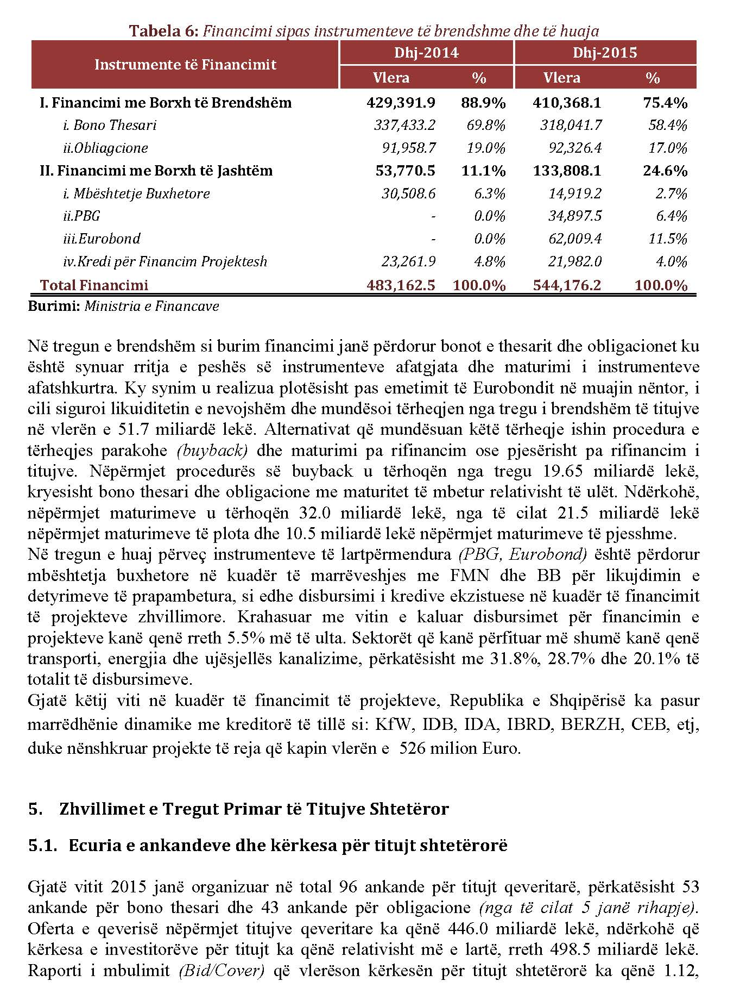 Tabela 6: Financimi sipas instrumenteve të brendshme dhe të huaja
Instrumente të Financimit Dhj-2014 Dhj-2015
Vlera % Vlera %
I. Financimi me Borxh të Brendshëm 429,391.9 88.9% 410,368.1 75.4%
i. Bono Thesari 337,433.2 69.8% 318,041.7 58.4%
ii.Obliagcione 91,958.7 19.0% 92,326.4 17.0%
II. Financimi me Borxh të Jashtëm 53,770.5 11.1% 133,808.1 24.6%
i. Mbështetje Buxhetore 30,508.6 6.3% 14,919.2 2.7%
ii.PBG - 0.0% 34,897.5 6.4%
iii.Eurobond - 0.0% 62,009.4 11.5%
iv.Kredi për Financim Projektesh 23,261.9 4.8% 21,982.0 4.0%
Total Financimi 483,162.5 100.0% 544,176.2 100.0%
Burimi: Ministria e Financave
Në tregun e brendshëm si burim financimi janë përdorur bonot e thesarit dhe obligacionet ku
është synuar rritja e peshës së instrumenteve afatgjata dhe maturimi i instrumenteve
afatshkurtra. Ky synim u realizua plotësisht pas emetimit të Eurobondit në muajin nëntor, i
cili siguroi likuiditetin e nevojshëm dhe mundësoi tërheqjen nga tregu i brendshëm të titujve
në vlerën e 51.7 miliardë lekë. Alternativat që mundësuan këtë tërheqje ishin procedura e
tërheqjes parakohe (buyback) dhe maturimi pa rifinancim ose pjesërisht pa rifinancim i
titujve. Nëpërmjet procedurës së buyback u tërhoqën nga tregu 19.65 miliardë lekë,
kryesisht bono thesari dhe obligacione me maturitet të mbetur relativisht të ulët. Ndërkohë,
nëpërmjet maturimeve u tërhoqën 32.0 miliardë lekë, nga të cilat 21.5 miliardë lekë
nëpërmjet maturimeve të plota dhe 10.5 miliardë lekë nëpërmjet maturimeve të pjesshme.
Në tregun e huaj përveç instrumenteve të lartpërmendura (PBG, Eurobond) është përdorur
mbështetja buxhetore në kuadër të marrëveshjes me FMN dhe BB për likujdimin e
detyrimeve të prapambetura, si edhe disbursimi i kredive ekzistuese në kuadër të financimit
të projekteve zhvillimore. Krahasuar me vitin e kaluar disbursimet për financimin e
projekteve kanë qenë rreth 5.5% më të ulta. Sektorët që kanë përfituar më shumë kanë qenë
transporti, energjia dhe ujësjellës kanalizime, përkatësisht me 31.8%, 28.7% dhe 20.1% të
totalit të disbursimeve.
Gjatë këtij viti në kuadër të financimit të projekteve, Republika e Shqipërisë ka pasur
marrëdhënie dinamike me kreditorë të tillë si: KfW, IDB, IDA, IBRD, BERZH, CEB, etj,
duke nënshkruar projekte të reja që kapin vlerën e 526 milion Euro.
5. Zhvillimet e Tregut Primar të Titujve Shtetëror
5.1. Ecuria e ankandeve dhe kërkesa për titujt shtetërorë
Gjatë vitit 2015 janë organizuar në total 96 ankande për titujt qeveritarë, përkatësisht 53
ankande për bono thesari dhe 43 ankande për obligacione (nga të cilat 5 janë rihapje).
Oferta e qeverisë nëpërmjet titujve qeveritare ka qënë 446.0 miliardë lekë, ndërkohë që
kërkesa e investitorëve për titujt ka qënë relativisht më e lartë, rreth 498.5 miliardë lekë.
Raporti i mbulimit (Bid/Cover) që vlerëson kërkesën për titujt shtetërorë ka qënë 1.12,